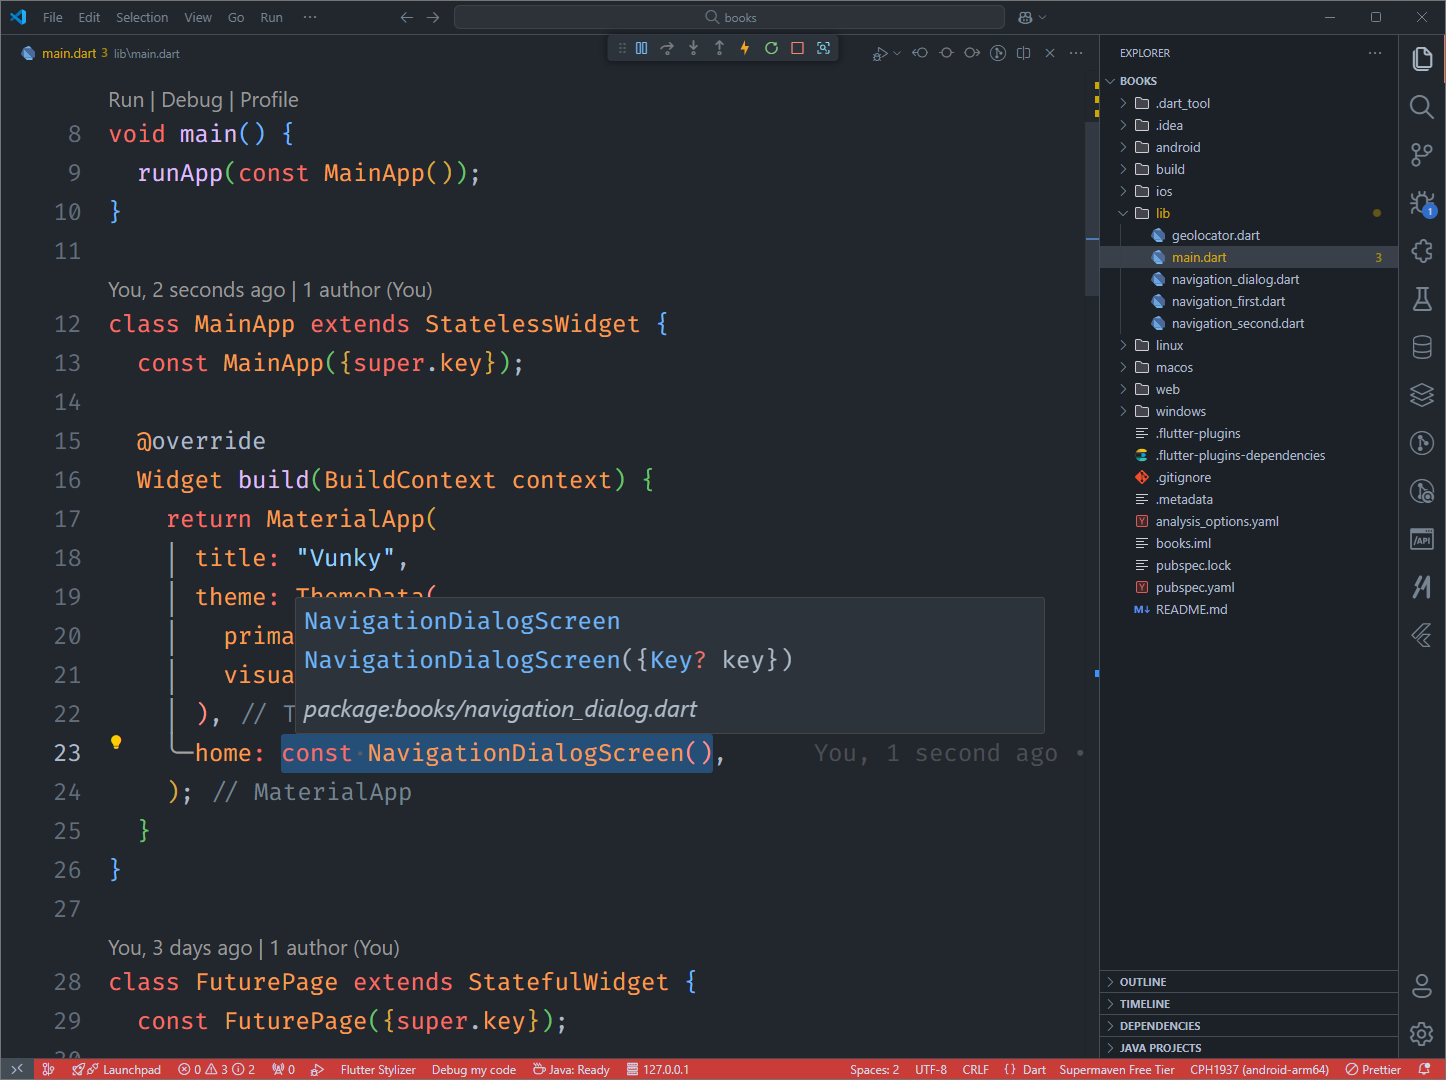 File Edit Selection View Go Run ··· books
main.dart 3 lib\main.dart
Run | Debug | Profile
8 void main() {
9 runApp(const MainApp());
10 }
11
You, 2 seconds ago | 1 author (You)
12 class MainApp extends StatelessWidget {
13 const MainApp({super.key});
14
15 @override
16 Widget build(BuildContext context) {
17 return MaterialApp(
18 title: "Vunky",
19 theme: ThemeData(
20 prima
21 visua
22 ), // T
NavigationDialogScreen
NavigationDialogScreen({Key? key})
package:books/navigation_dialog.dart
23 home: const NavigationDialogScreen(), You, 1 second ago •
24 ); // MaterialApp
25 }
26 }
27
You, 3 days ago | 1 author (You)
28 class FuturePage extends StatefulWidget {
29 const FuturePage({super.key});
30
EXPLORER ···
BOOKS
.dart_tool
.idea
android
build
ios
lib
geolocator.dart
main.dart 3
navigation_dialog.dart
navigation_first.dart
navigation_second.dart
linux
macos
web
windows
.flutter-plugins
.flutter-plugins-dependencies
.gitignore
.metadata
analysis_options.yaml
books.iml
pubspec.lock
pubspec.yaml
README.md
OUTLINE
TIMELINE
DEPENDENCIES
JAVA PROJECTS
1
/API
Launchpad 0 3 2 0 Flutter Stylizer Debug my code Java: Ready 127.0.0.1 Spaces: 2 UTF-8 CRLF { } Dart Supermaven Free Tier CPH1937 (android-arm64) Prettier